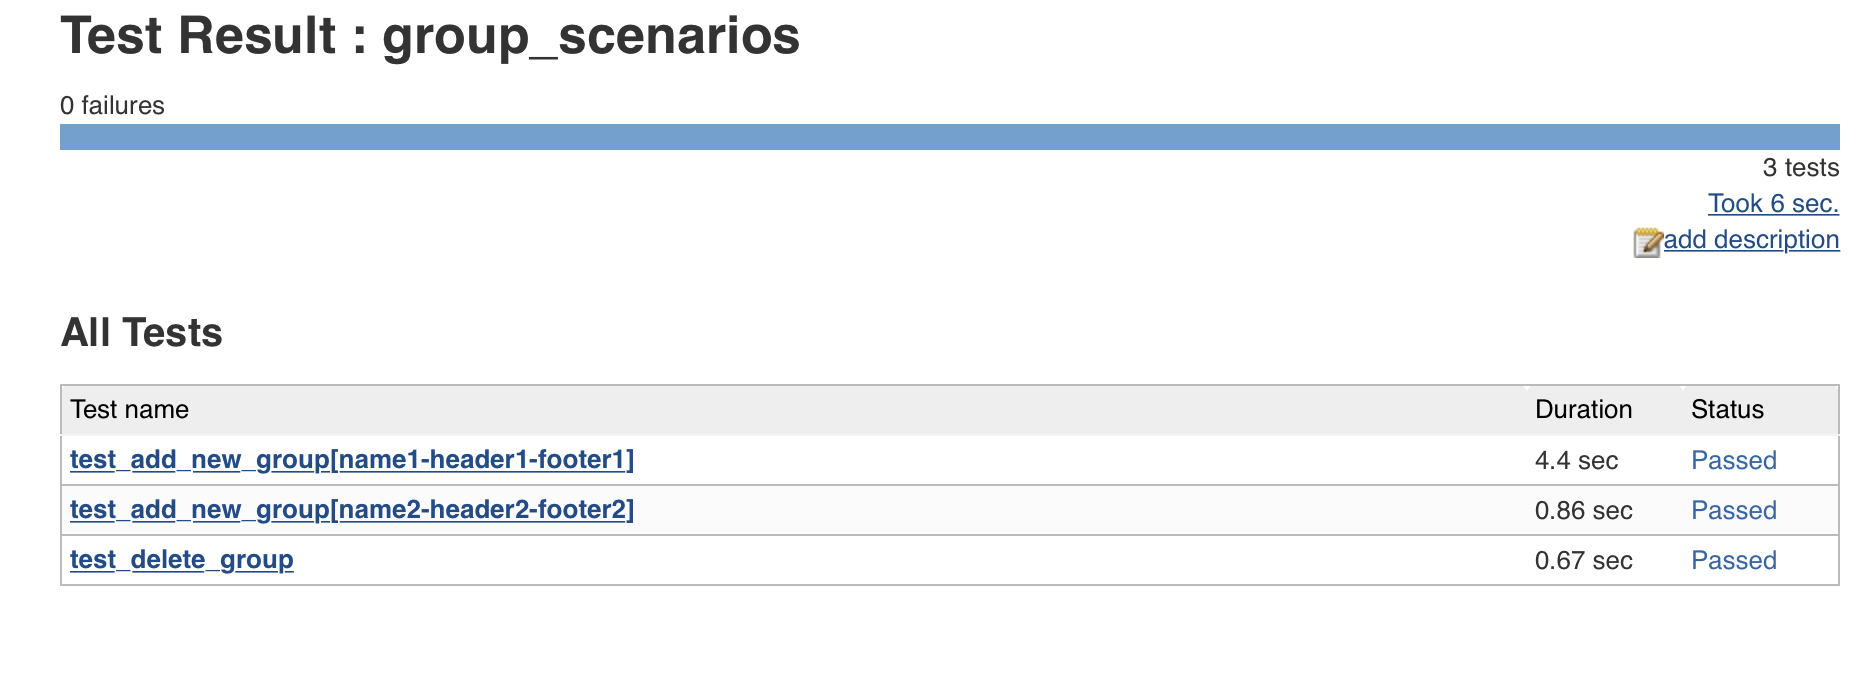 Test Result : group_scenarios
0 failures
3 tests
Took 6 sec.
add description
All Tests
Test name Duration Status
test_add_new_group[name1-header1-footer1] 4.4 sec Passed
test_add_new_group[name2-header2-footer2] 0.86 sec Passed
test_delete_group 0.67 sec Passed